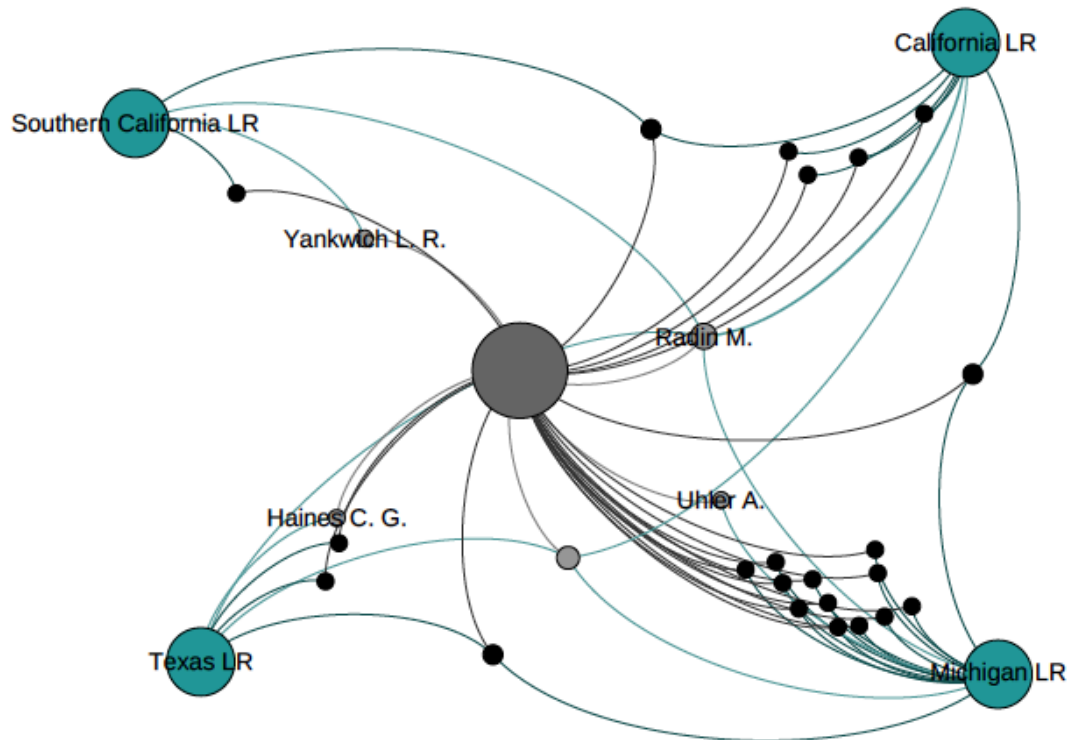 California LR
Southern California LR
Yankwich L. R.
Radin M.
Uhler A.
Haines C. G.
Texas LR
Michigan LR